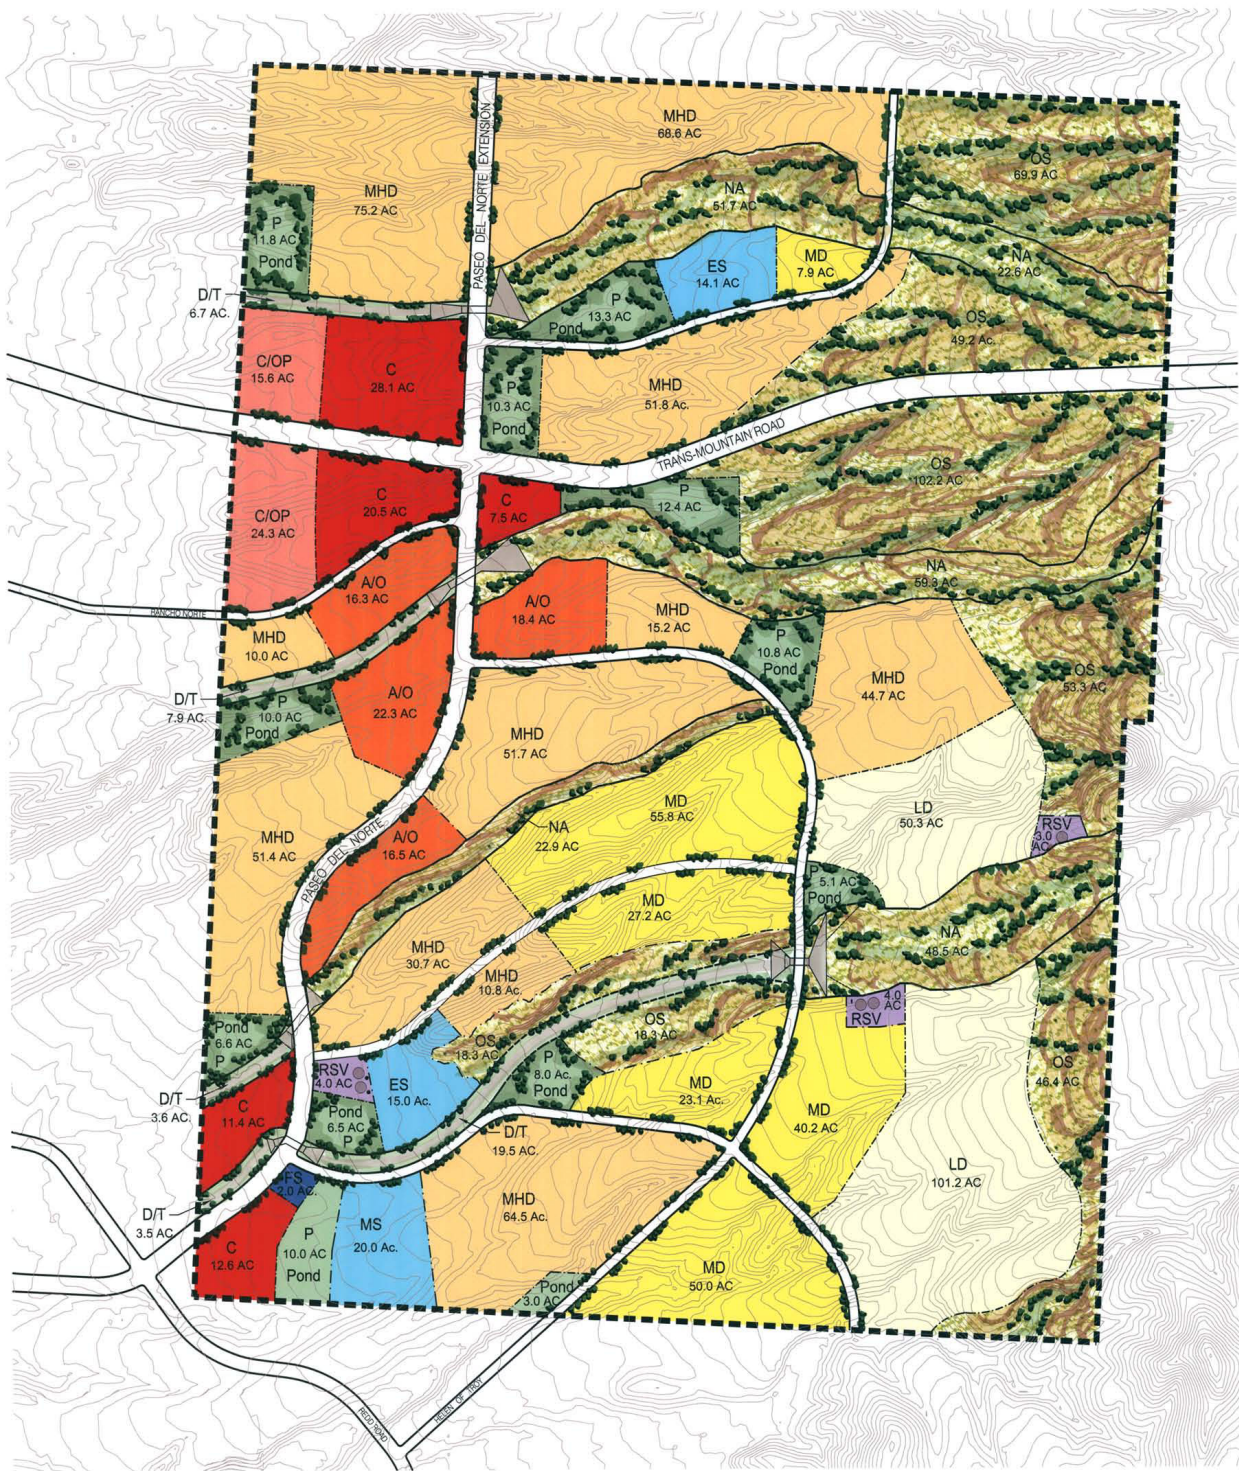 MHD
68.6 AC
PASEO DEL NORTE EXTENSION
OS
69.9 AC
MHD
75.2 AC
NA
51.7 AC
P
11.8 AC
Pond
ES
14.1 AC
MD
7.9 AC
NA
22.6 AC
D/T
6.7 AC.
P
13.3 AC
Pond
OS
49.2 Ac.
C/OP
15.6 AC
C
28.1 AC
P
10.3 AC
Pond
MHD
51.8 Ac.
TRANS-MOUNTAIN ROAD
OS
102.2 AC
C/OP
24.3 AC
C
20.5 AC
C
7.5 AC
P
12.4 AC
NA
59.3 AC
RANCHO NORTE
A/O
16.3 AC
A/O
18.4 AC
MHD
15.2 AC
MHD
10.0 AC
P
10.8 AC
Pond
MHD
44.7 AC
OS
53.3 AC
D/T
7.9 AC.
P
10.0 AC
Pond
A/O
22.3 AC
MHD
51.7 AC
MD
55.8 AC
LD
50.3 AC
RSV
3.0
AC
NA
22.9 AC
MHD
51.4 AC
PASEO DEL NORTE
A/O
16.5 AC
P
5.1 AC
Pond
MD
27.2 AC
NA
48.5 AC
MHD
30.7 AC
MHD
10.8 Ac.
4.0
AC
RSV
Pond
6.6 AC
P
OS
18.3 AC
OS
18.3 AC
OS
46.4 AC
RSV
4.0 AC
ES
15.0 Ac.
P
8.0 Ac.
Pond
MD
23.1 Ac.
MD
40.2 AC
D/T
3.6 AC.
C
11.4 AC
Pond
6.5 AC
P
D/T
19.5 AC.
LD
101.2 AC
FS
2.0 AC.
MHD
64.5 Ac.
D/T
3.5 AC.
C
12.6 AC
P
10.0 AC
Pond
MS
20.0 Ac.
MD
50.0 AC
Pond
3.0 AC
HELEN OF TROY
REDD ROAD